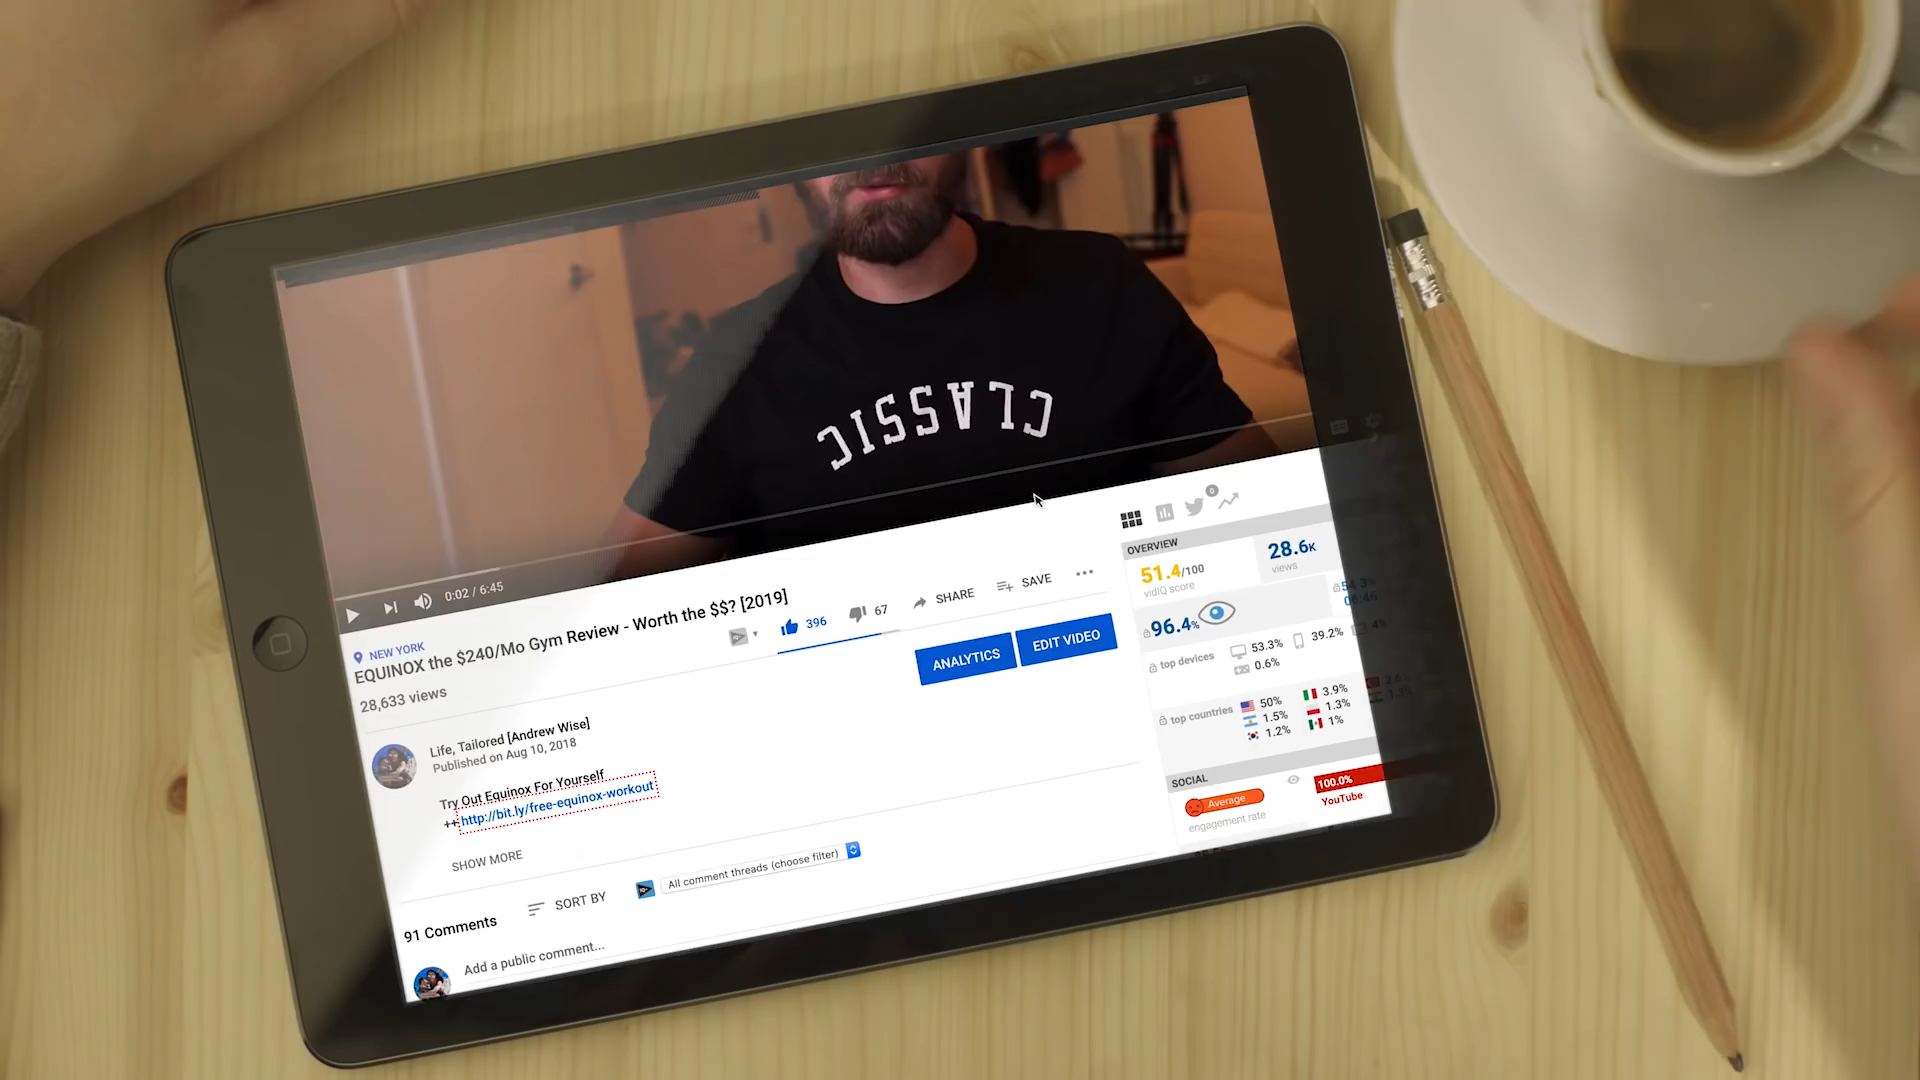 CLASSIC
0:02 / 6:45
NEW YORK
EQUINOX the $240/Mo Gym Review - Worth the $$? [2019]
28,633 views
396
67
SHARE
SAVE
ANALYTICS
EDIT VIDEO
Life, Tailored [Andrew Wise]
Published on Aug 10, 2018
Try Out Equinox For Yourself
++ http://bit.ly/free-equinox-workout
SHOW MORE
91 Comments
SORT BY
All comment threads (choose filter)
Add a public comment...
0
OVERVIEW
51.4/100
vidIQ score
28.6K
views
96.4%
top devices
53.3%
39.2%
4%
0.6%
top countries
50%
3.9%
1.5%
1.3%
1.2%
1%
SOCIAL
Average
engagement rate
100.0%
YouTube